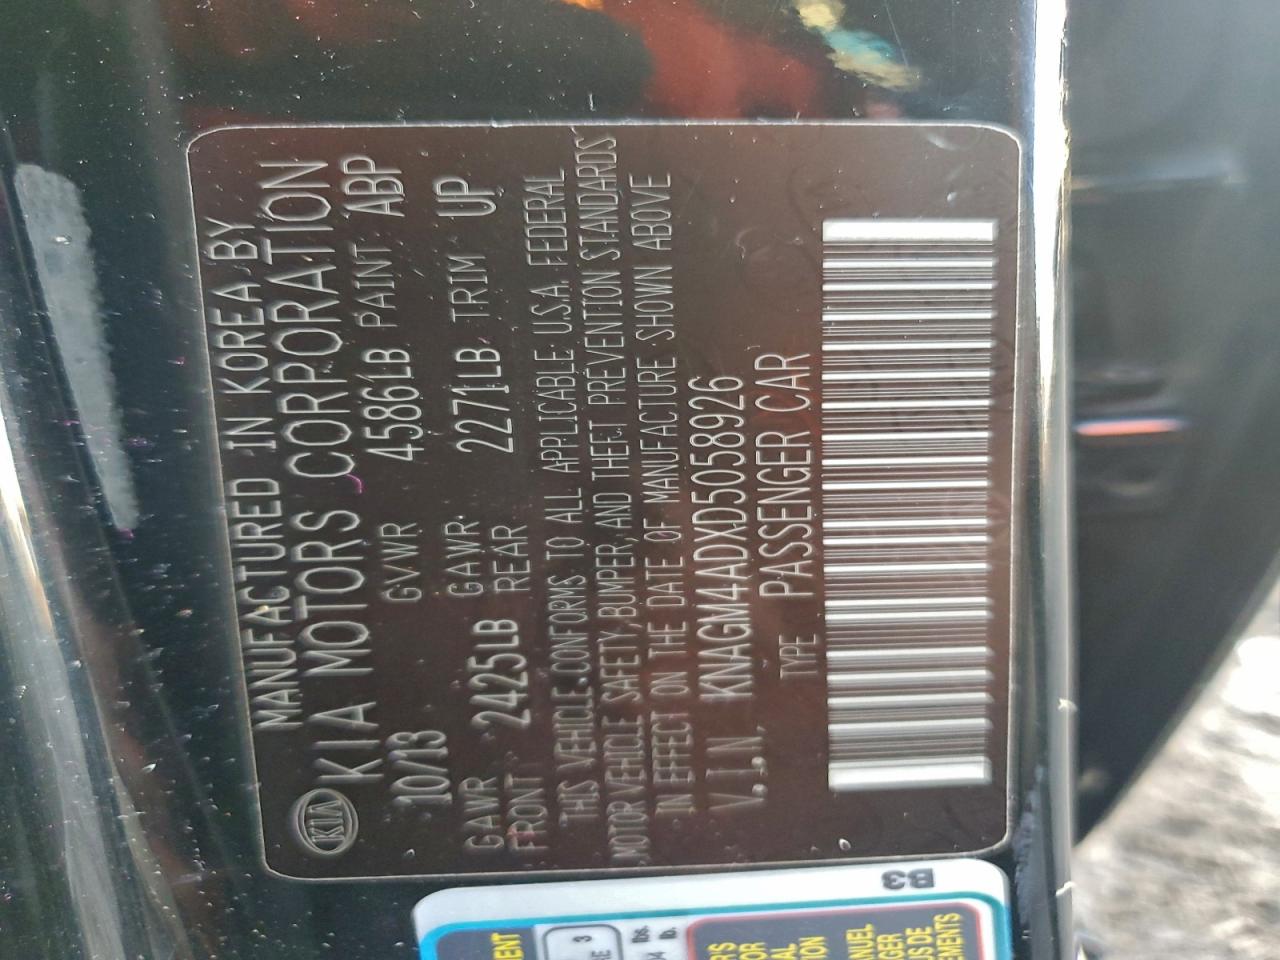 KIA
MANUFACTURED IN KOREA BY
KIA MOTORS CORPORATION
10/13 GVWR 4586LB PAINT ABP
GAWR FRONT 2425LB GAWR REAR 2271LB TRIM UP
THIS VEHICLE CONFORMS TO ALL APPLICABLE U.S.A. FEDERAL
MOTOR VEHICLE SAFETY, BUMPER, AND THEFT PREVENTION STANDARDS
IN EFFECT ON THE DATE OF MANUFACTURE SHOWN ABOVE
V.I.N. KNAGM4ADXD5058926
TYPE PASSENGER CAR
B3